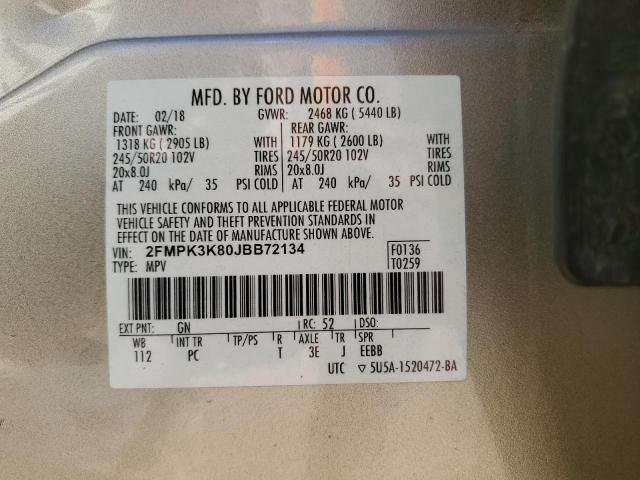 MFD. BY FORD MOTOR CO.
DATE: 02/18 GVWR: 2468 KG ( 5440 LB)
FRONT GAWR: REAR GAWR:
1318 KG ( 2905 LB) WITH 1179 KG ( 2600 LB) WITH
245/50R20 102V TIRES 245/50R20 102V TIRES
20x8.0J RIMS 20x8.0J RIMS
AT 240 kPa/ 35 PSI COLD AT 240 kPa/ 35 PSI COLD
THIS VEHICLE CONFORMS TO ALL APPLICABLE FEDERAL MOTOR
VEHICLE SAFETY AND THEFT PREVENTION STANDARDS IN
EFFECT ON THE DATE OF MANUFACTURE SHOWN ABOVE.
VIN: 2FMPK3K80JBB72134 F0136
TYPE: MPV T0259
EXT PNT: GN RC: 52 DSO:
WB INT TR TP/PS R AXLE TR SPR
112 PC T 3E J EEBB
UTC ▽ 5U5A-1520472-BA